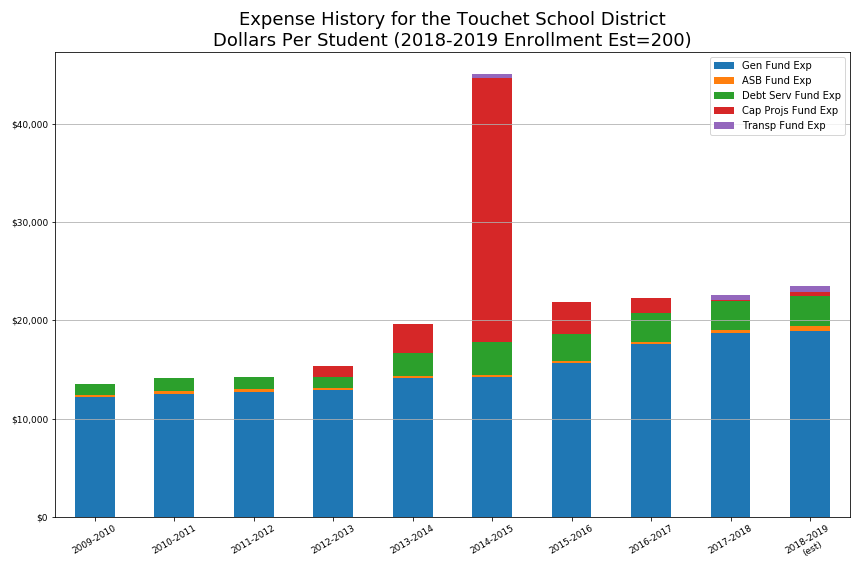 Expense History for the Touchet School District
Dollars Per Student (2018-2019 Enrollment Est=200)
Gen Fund Exp
ASB Fund Exp
Debt Serv Fund Exp
Cap Projs Fund Exp
Transp Fund Exp
$40,000
$30,000
$20,000
$10,000
$0
2009-2010
2010-2011
2011-2012
2012-2013
2013-2014
2014-2015
2015-2016
2016-2017
2017-2018
2018-2019
(est)